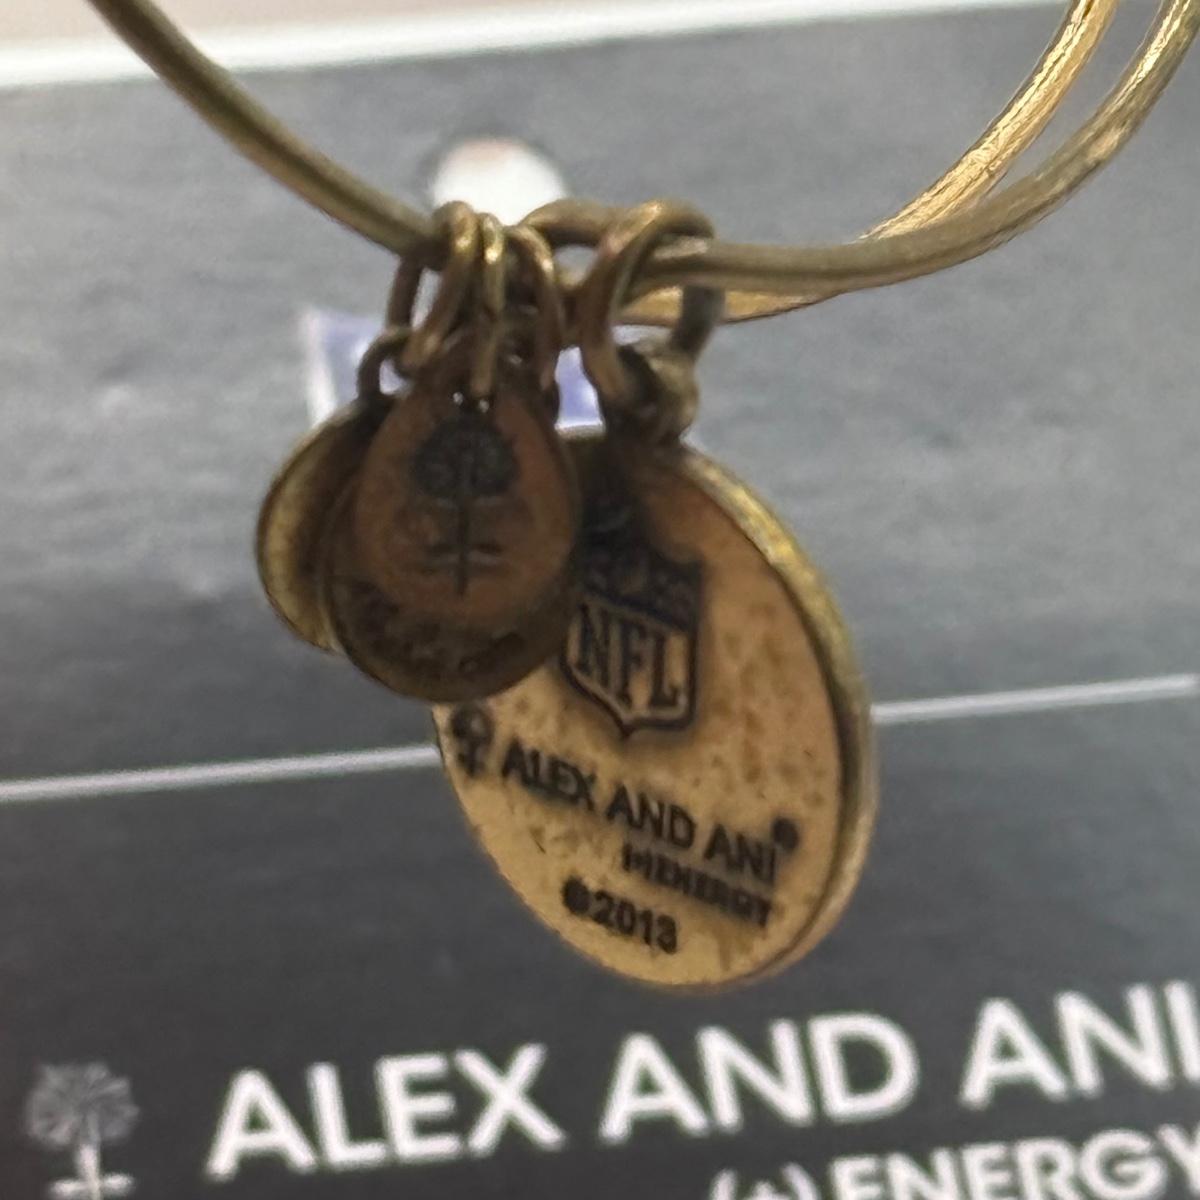 NFL
ALEX AND ANI®
(+) ENERGY
©2013
ALEX AND ANI
(+) ENERGY